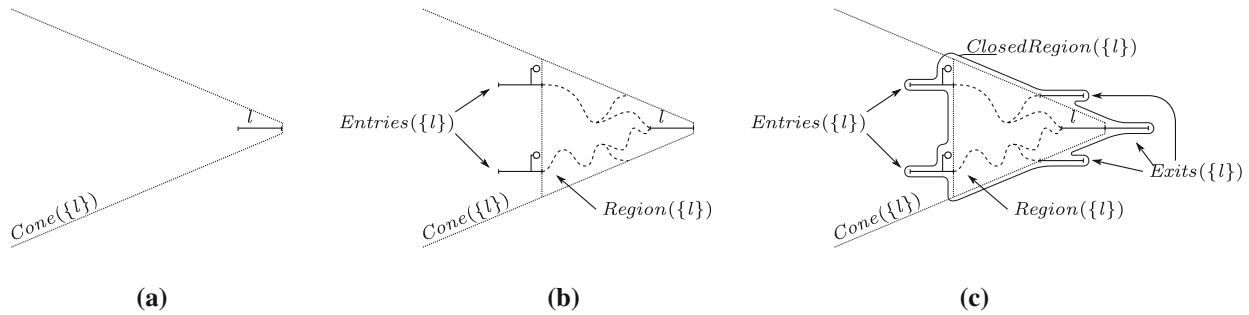 l
Cone({l})
(a)
l
Entries({l})
Cone({l})
Region({l})
(b)
ClosedRegion({l})
l
Entries({l})
Exits({l})
Cone({l})
Region({l})
(c)